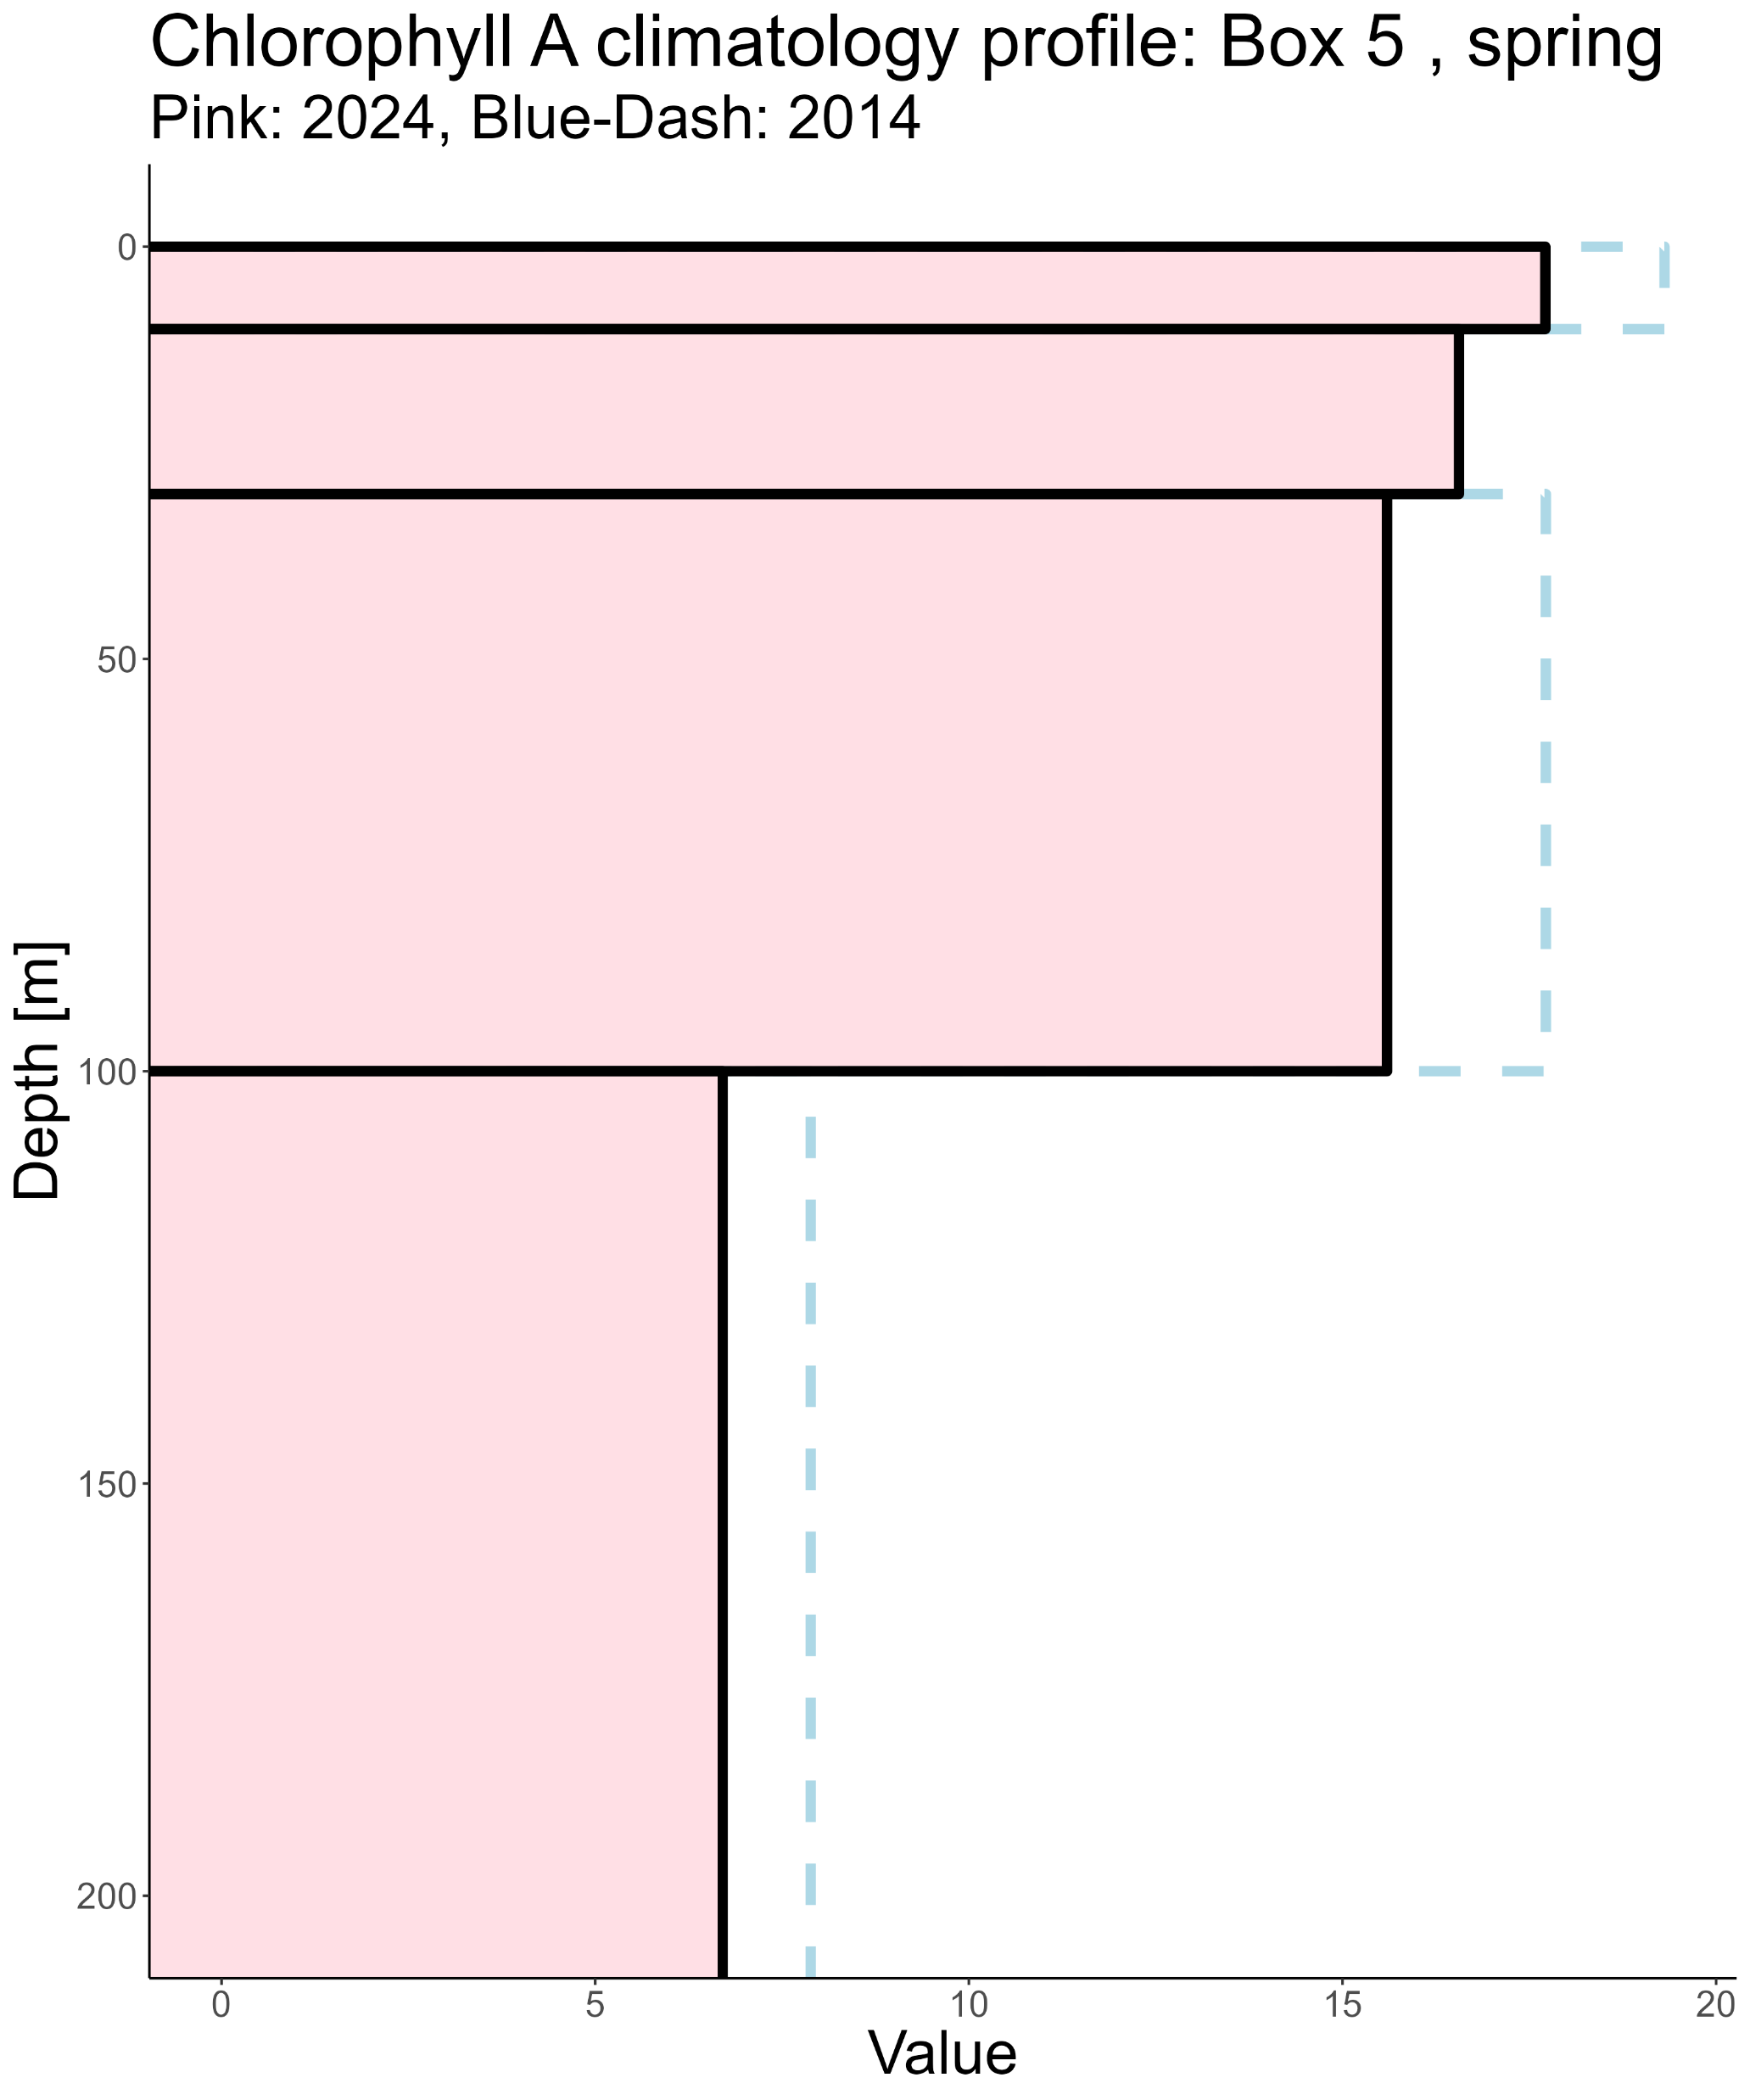 Chlorophyll A climatology profile: Box 5 , spring
Pink: 2024, Blue-Dash: 2014
0
50
100
150
200
Depth [m]
0 5 10 15 20
Value